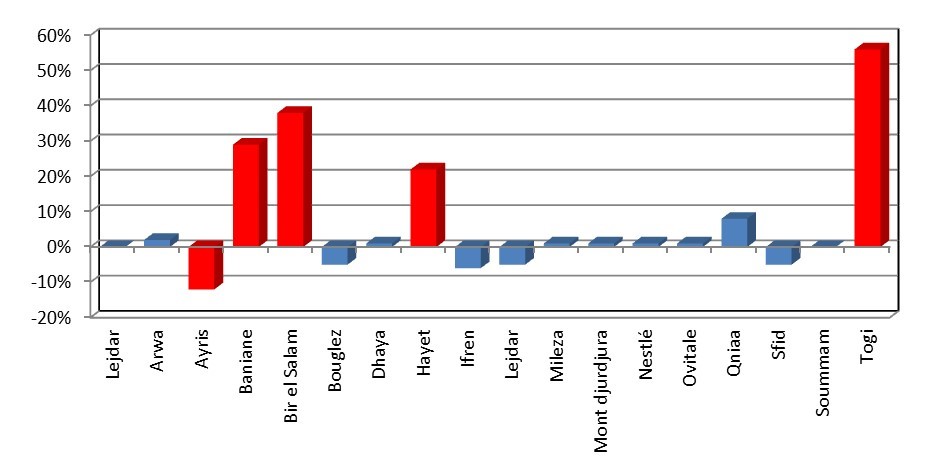 60%
50%
40%
30%
20%
10%
0%
-10%
-20%
Lejdar
Arwa
Ayris
Baniane
Bir el Salam
Bouglez
Dhaya
Hayet
Ifren
Lejdar
Mileza
Mont djurdjura
Nestlé
Ovitale
Qniaa
Sfid
Soummam
Togi